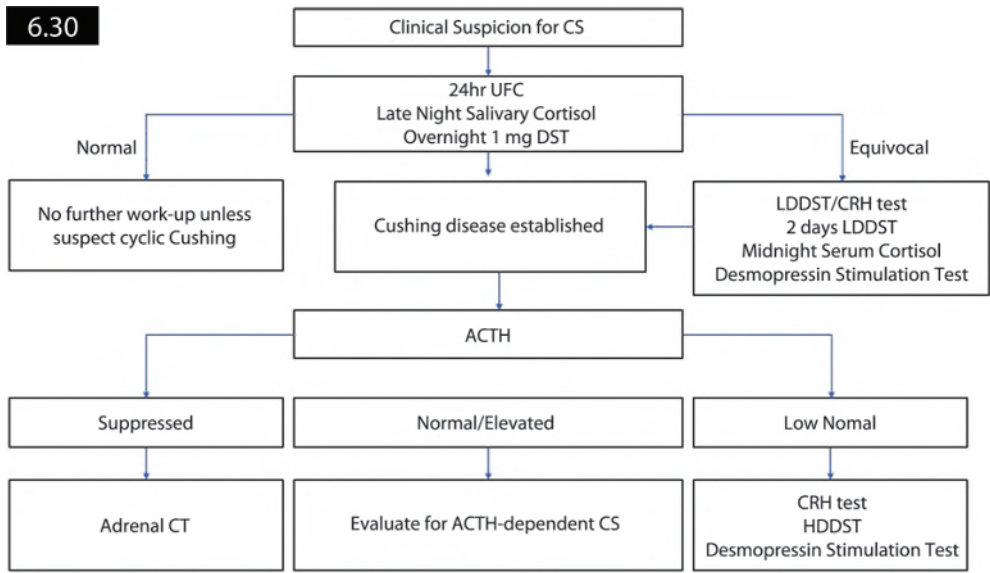 6.30
Clinical Suspicion for CS
24hr UFC
Late Night Salivary Cortisol
Overnight 1 mg DST
Normal
Equivocal
No further work-up unless
suspect cyclic Cushing
Cushing disease established
LDDST/CRH test
2 days LDDST
Midnight Serum Cortisol
Desmopressin Stimulation Test
ACTH
Suppressed
Normal/Elevated
Low Nomal
Adrenal CT
Evaluate for ACTH-dependent CS
CRH test
HDDST
Desmopressin Stimulation Test